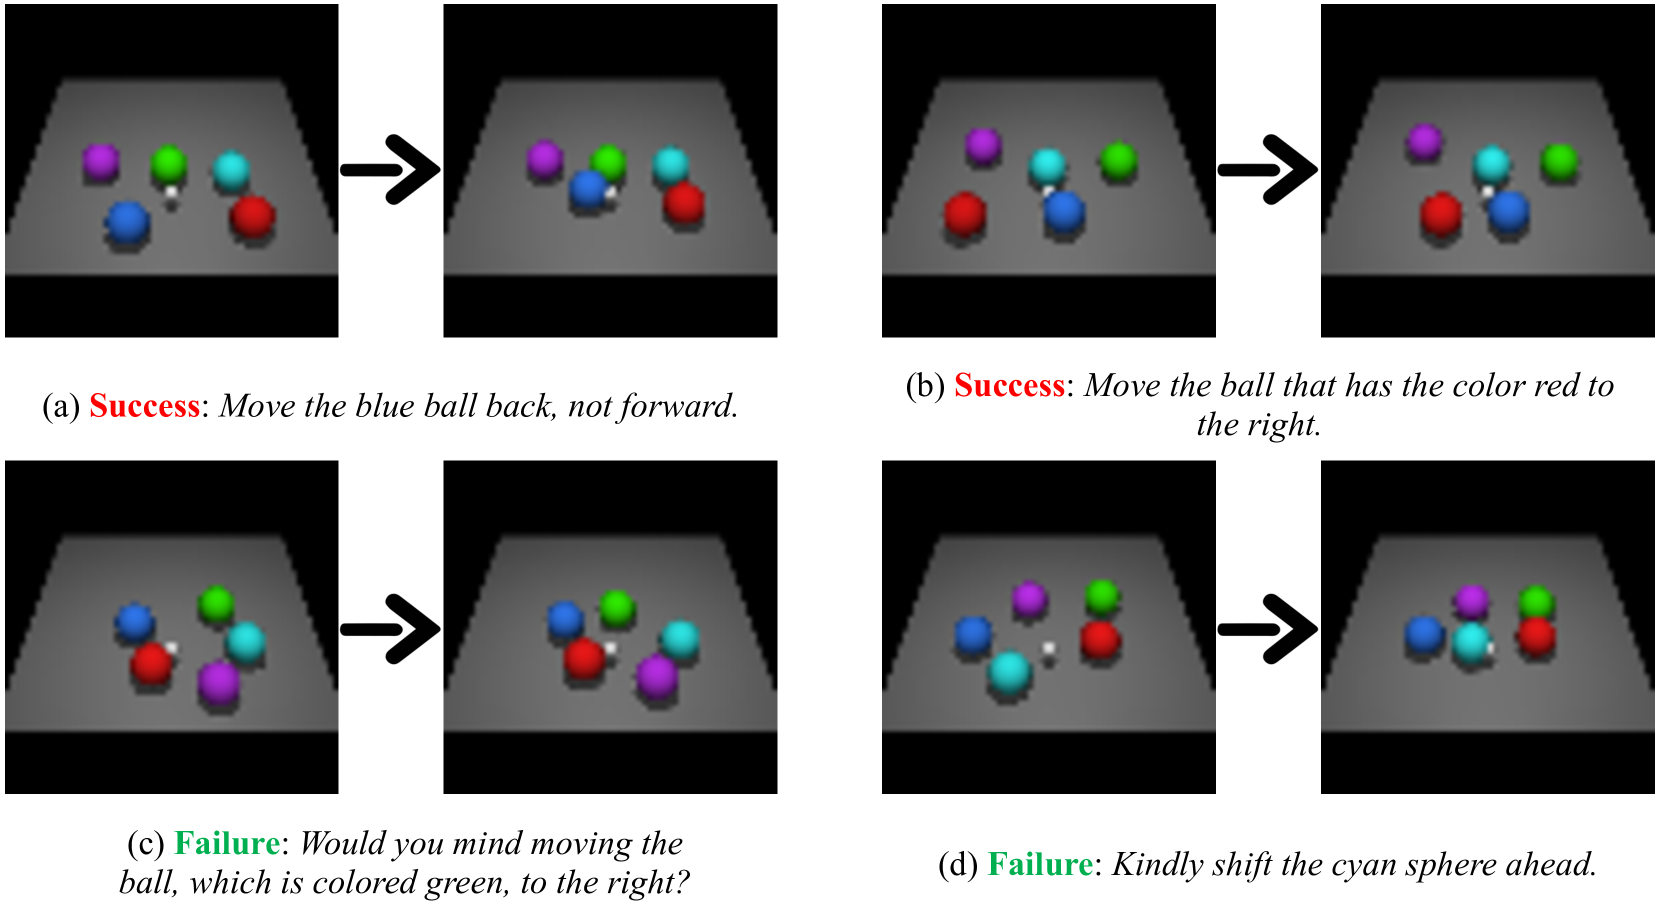 (a) Success: Move the blue ball back, not forward.
(b) Success: Move the ball that has the color red to
the right.
(c) Failure: Would you mind moving the
ball, which is colored green, to the right?
(d) Failure: Kindly shift the cyan sphere ahead.